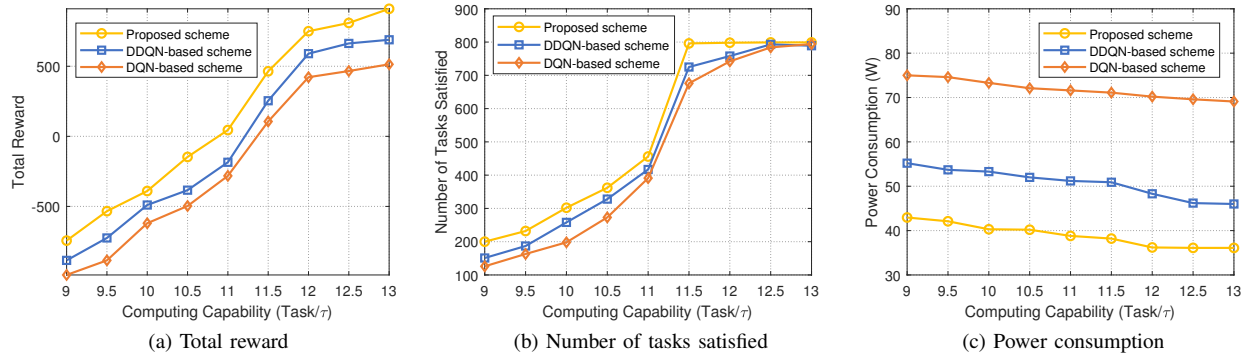 Proposed scheme
DDQN-based scheme
DQN-based scheme
500
0
-500
Total Reward
9 9.5 10 10.5 11 11.5 12 12.5 13
Computing Capability (Task/τ)
(a) Total reward
900
800
700
600
500
400
300
200
100
Number of Tasks Satisfied
Proposed scheme
DDQN-based scheme
DQN-based scheme
9 9.5 10 10.5 11 11.5 12 12.5 13
Computing Capability (Task/τ)
(b) Number of tasks satisfied
90
80
70
60
50
40
30
Power Consumption (W)
Proposed scheme
DDQN-based scheme
DQN-based scheme
9 9.5 10 10.5 11 11.5 12 12.5 13
Computing Capability (Task/τ)
(c) Power consumption